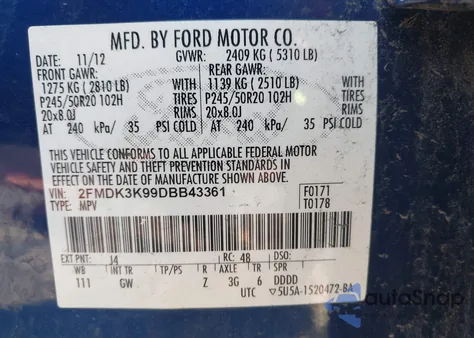 MFD. BY FORD MOTOR CO.
DATE: 11/12 GVWR: 2409 KG (5310 LB)
FRONT GAWR: REAR GAWR:
1275 KG (2810 LB) WITH 1139 KG (2510 LB) WITH
P245/50R20 102H TIRES P245/50R20 102H TIRES
20x8.0J RIMS 20x8.0J RIMS
AT 240 kPa/ 35 PSI COLD AT 240 kPa/ 35 PSI COLD
THIS VEHICLE CONFORMS TO ALL APPLICABLE FEDERAL MOTOR
VEHICLE SAFETY AND THEFT PREVENTION STANDARDS IN EFFECT
ON THE DATE OF MANUFACTURE SHOWN ABOVE.
VIN: 2FMDK3K99DBB43361 F0171
TYPE: MPV T0178
EXT PNT: J4 RC: 48 DSO:
WB INT TR TP/PS R AXLE TR SPR
111 GW Z 3G 6 DDDD
UTC ▽5U5A-1520472-BA
autoSnap